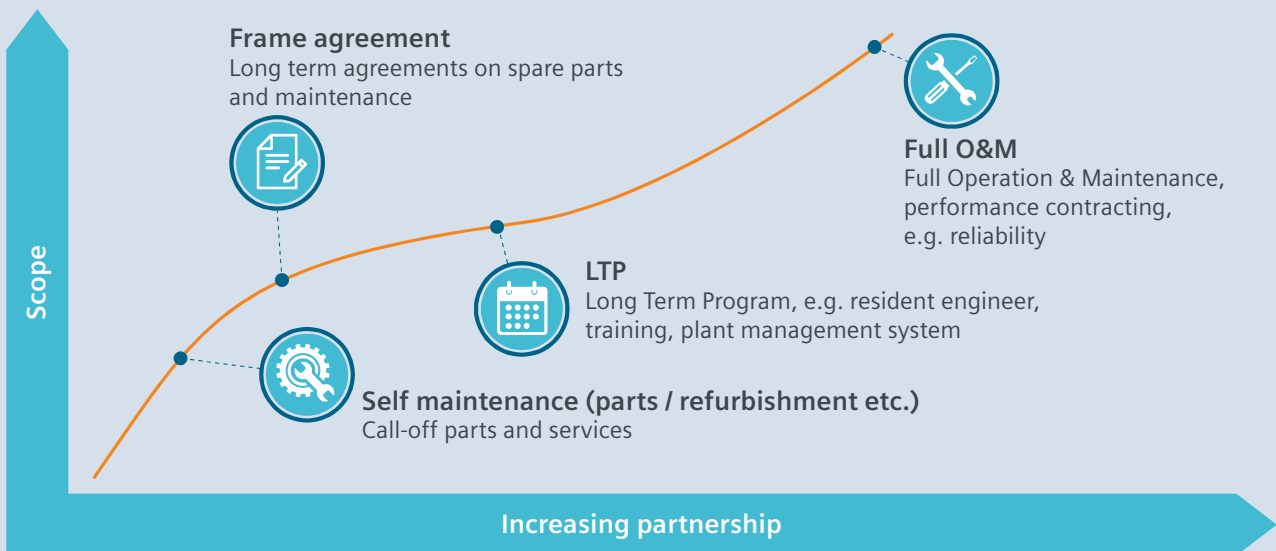 Frame agreement
Long term agreements on spare parts
and maintenance
Full O&M
Full Operation & Maintenance,
performance contracting,
e.g. reliability
Scope
LTP
Long Term Program, e.g. resident engineer,
training, plant management system
Self maintenance (parts / refurbishment etc.)
Call-off parts and services
Increasing partnership